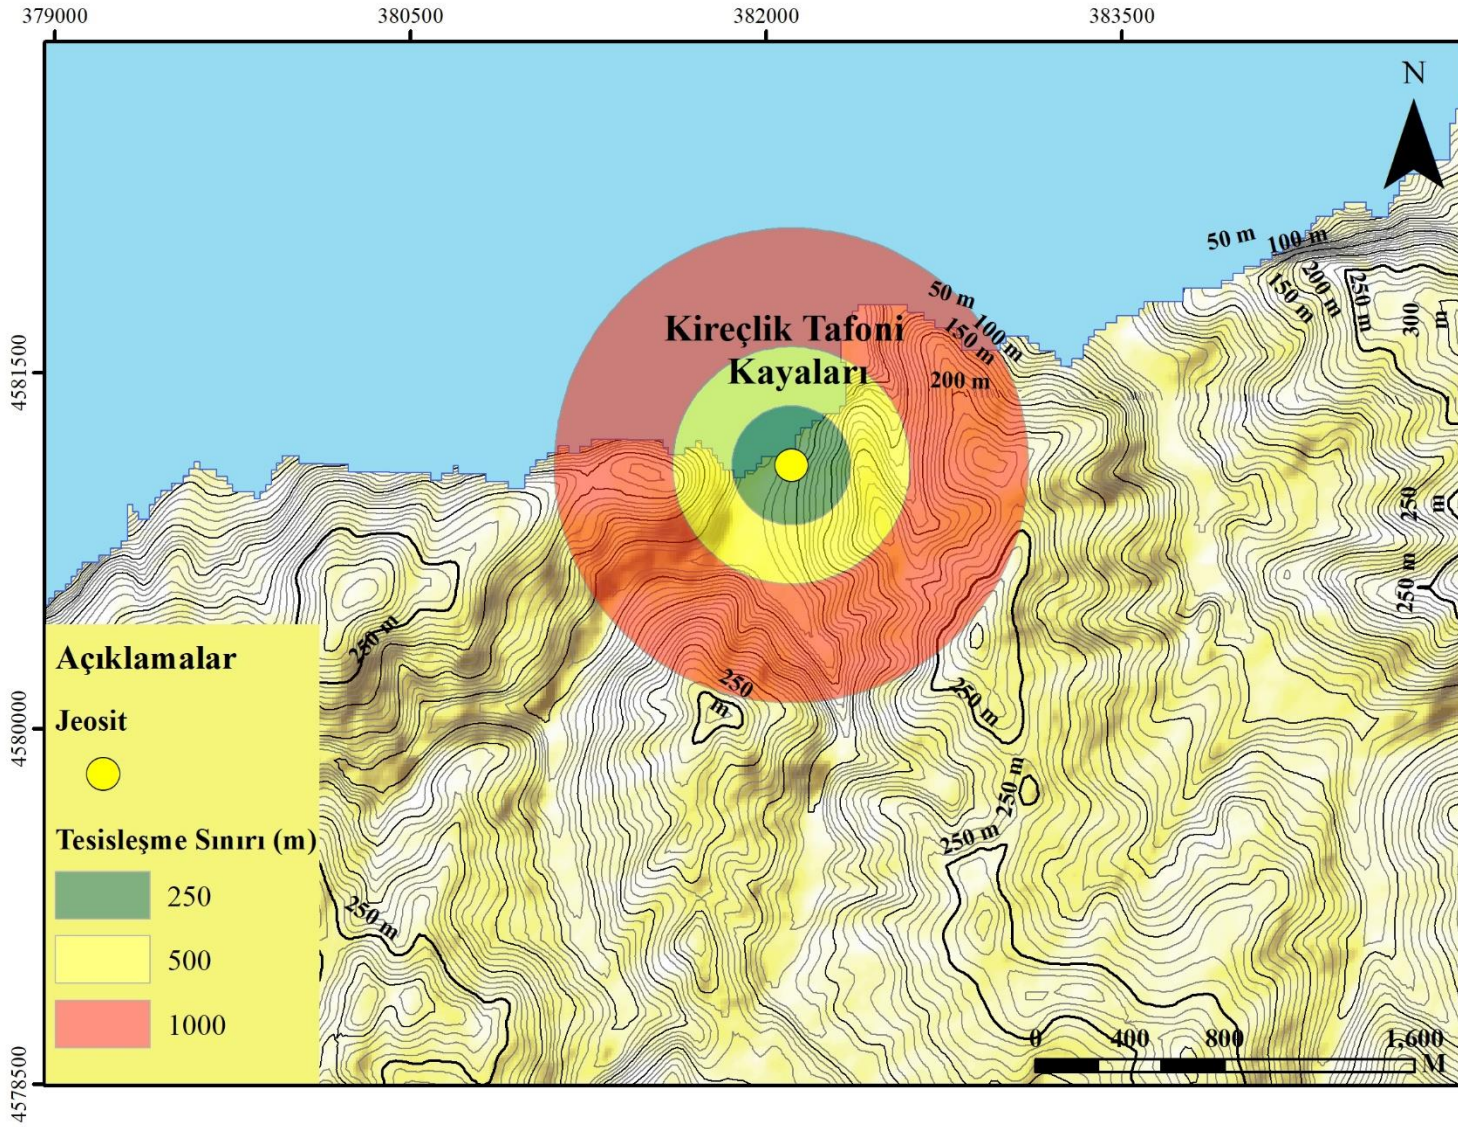 379000
380500
382000
383500
N
50 m
100 m
150 m
200 m
250 m
300 m
50 m
100 m
150 m
200 m
Kireçlik Tafoni
Kayaları
4581500
250 m
250 m
250 m
250 m
250 m
250 m
250 m
250 m
4580000
4578500
Açıklamalar
Jeosit
Tesisleşme Sınırı (m)
250
500
1000
0 400 800 1,600
M